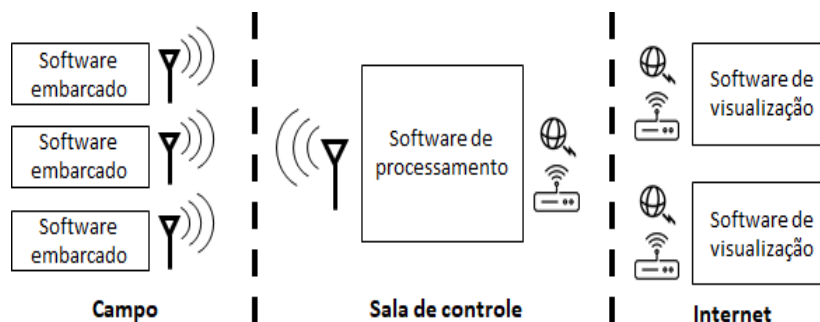 Software
embarcado
Software
embarcado
Software
embarcado
Campo
Software de
processamento
Sala de controle
Software de
visualização
Software de
visualização
Internet